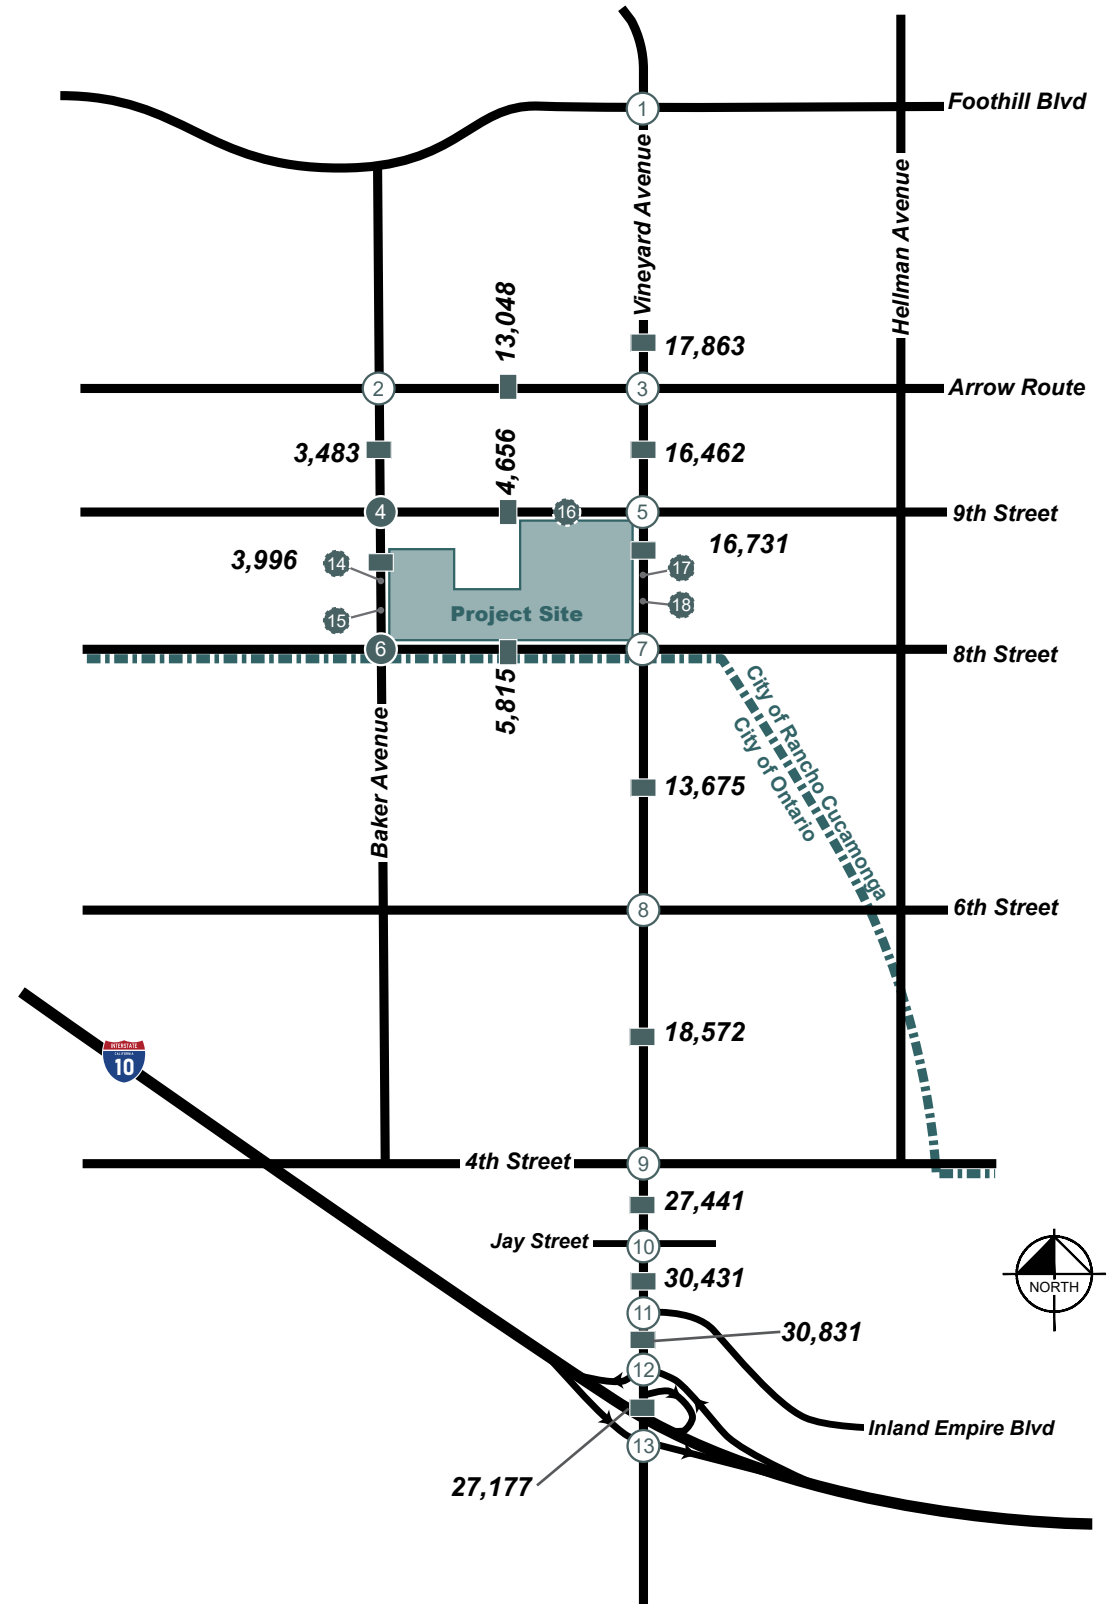 Foothill Blvd
1
Vineyard Avenue
Hellman Avenue
13,048
17,863
2
3
Arrow Route
3,483
4,656
16,462
4
16
5
9th Street
3,996
14
16,731
17
15
Project Site
18
6
7
8th Street
5,815
City of Rancho Cucamonga
City of Ontario
Baker Avenue
13,675
8
6th Street
18,572
INTERSTATE
CALIFORNIA
10
4th Street
9
27,441
Jay Street
10
30,431
NORTH
11
30,831
12
Inland Empire Blvd
13
27,177